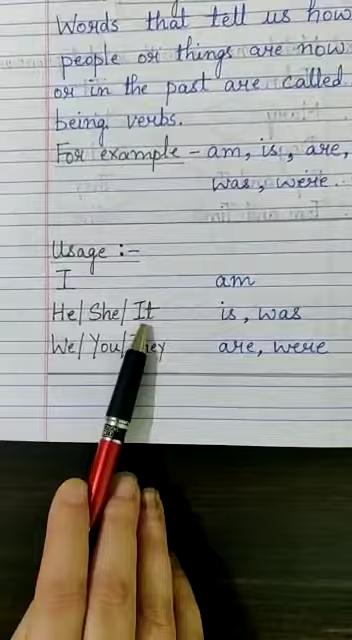 Words that tell us how
people or things are now
or in the past are called
being verbs.
For example - am, is, are,
was, were.
Usage :-
I am
He/She/It is, was
We/You/They are, were